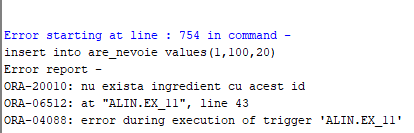 Error starting at line : 754 in command -
insert into are_nevoie values(1,100,20)
Error report -
ORA-20010: nu exista ingredient cu acest id
ORA-06512: at "ALIN.EX_11", line 43
ORA-04088: error during execution of trigger 'ALIN.EX_11'